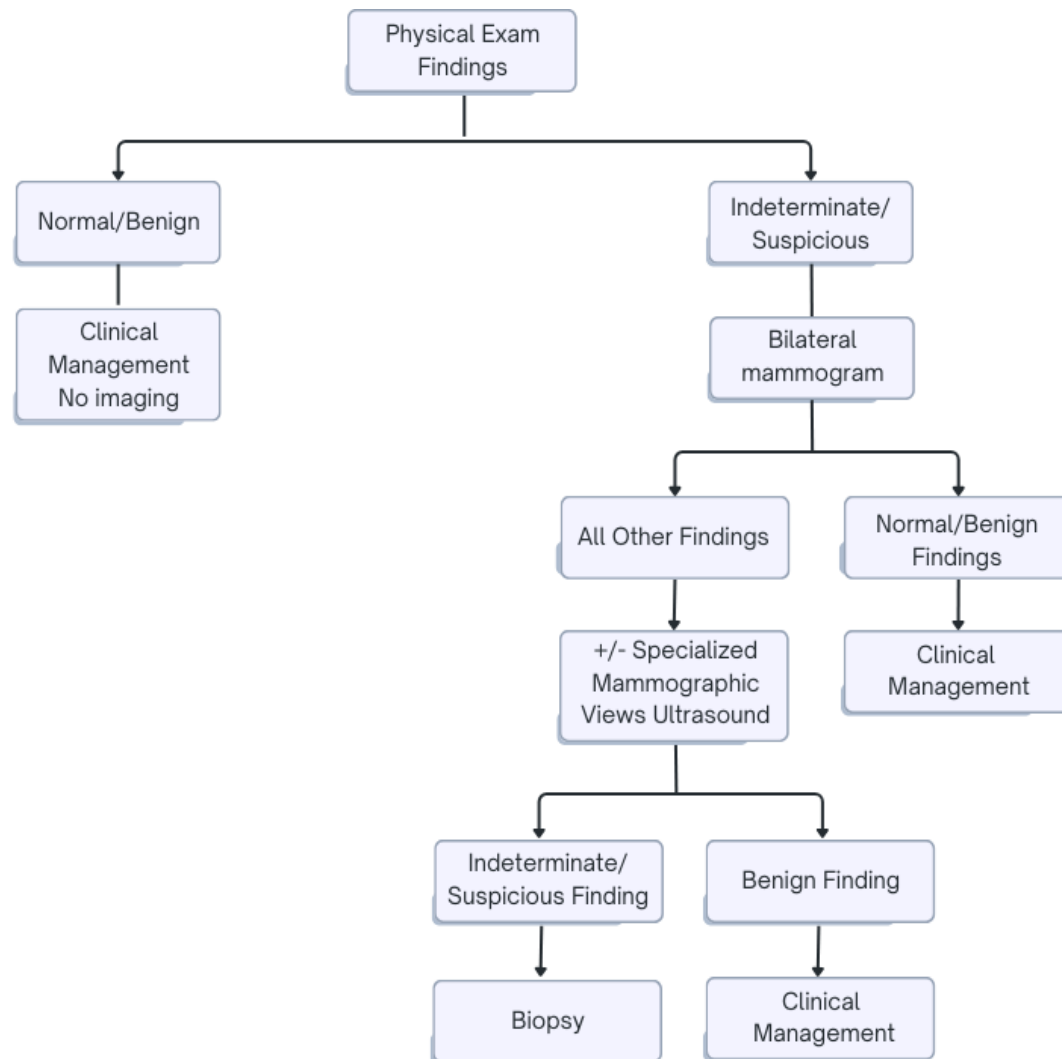 Physical Exam
Findings
Normal/Benign
Indeterminate/
Suspicious
Clinical
Management
No imaging
Bilateral
mammogram
All Other Findings
Normal/Benign
Findings
+/- Specialized
Mammographic
Views Ultrasound
Clinical
Management
Indeterminate/
Suspicious Finding
Benign Finding
Biopsy
Clinical
Management